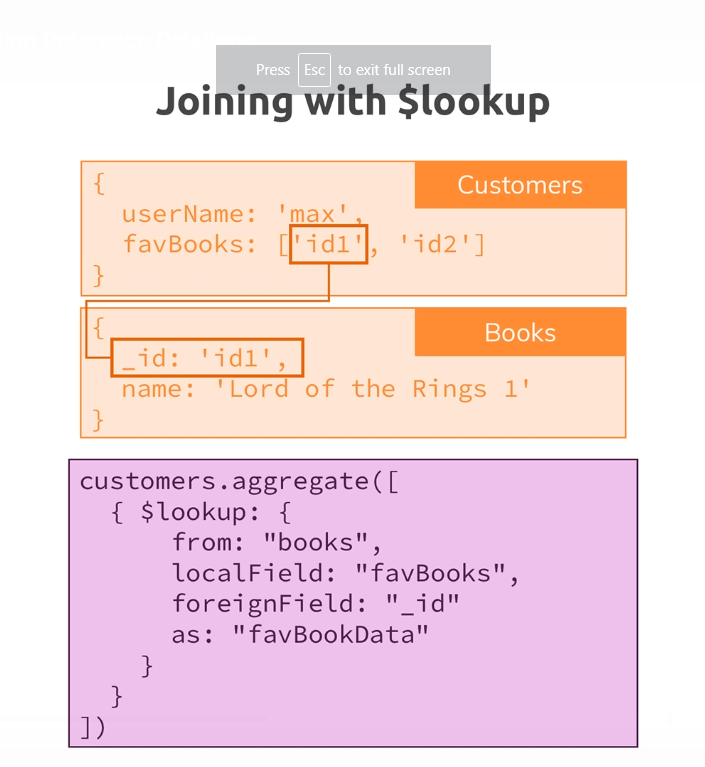 Press Esc to exit full screen
Joining with $lookup
Customers
{
userName: 'max',
favBooks: ['id1', 'id2']
}
Books
{
_id: 'id1',
name: 'Lord of the Rings 1'
}
customers.aggregate([
{ $lookup: {
from: "books",
localField: "favBooks",
foreignField: "_id"
as: "favBookData"
}
}
])